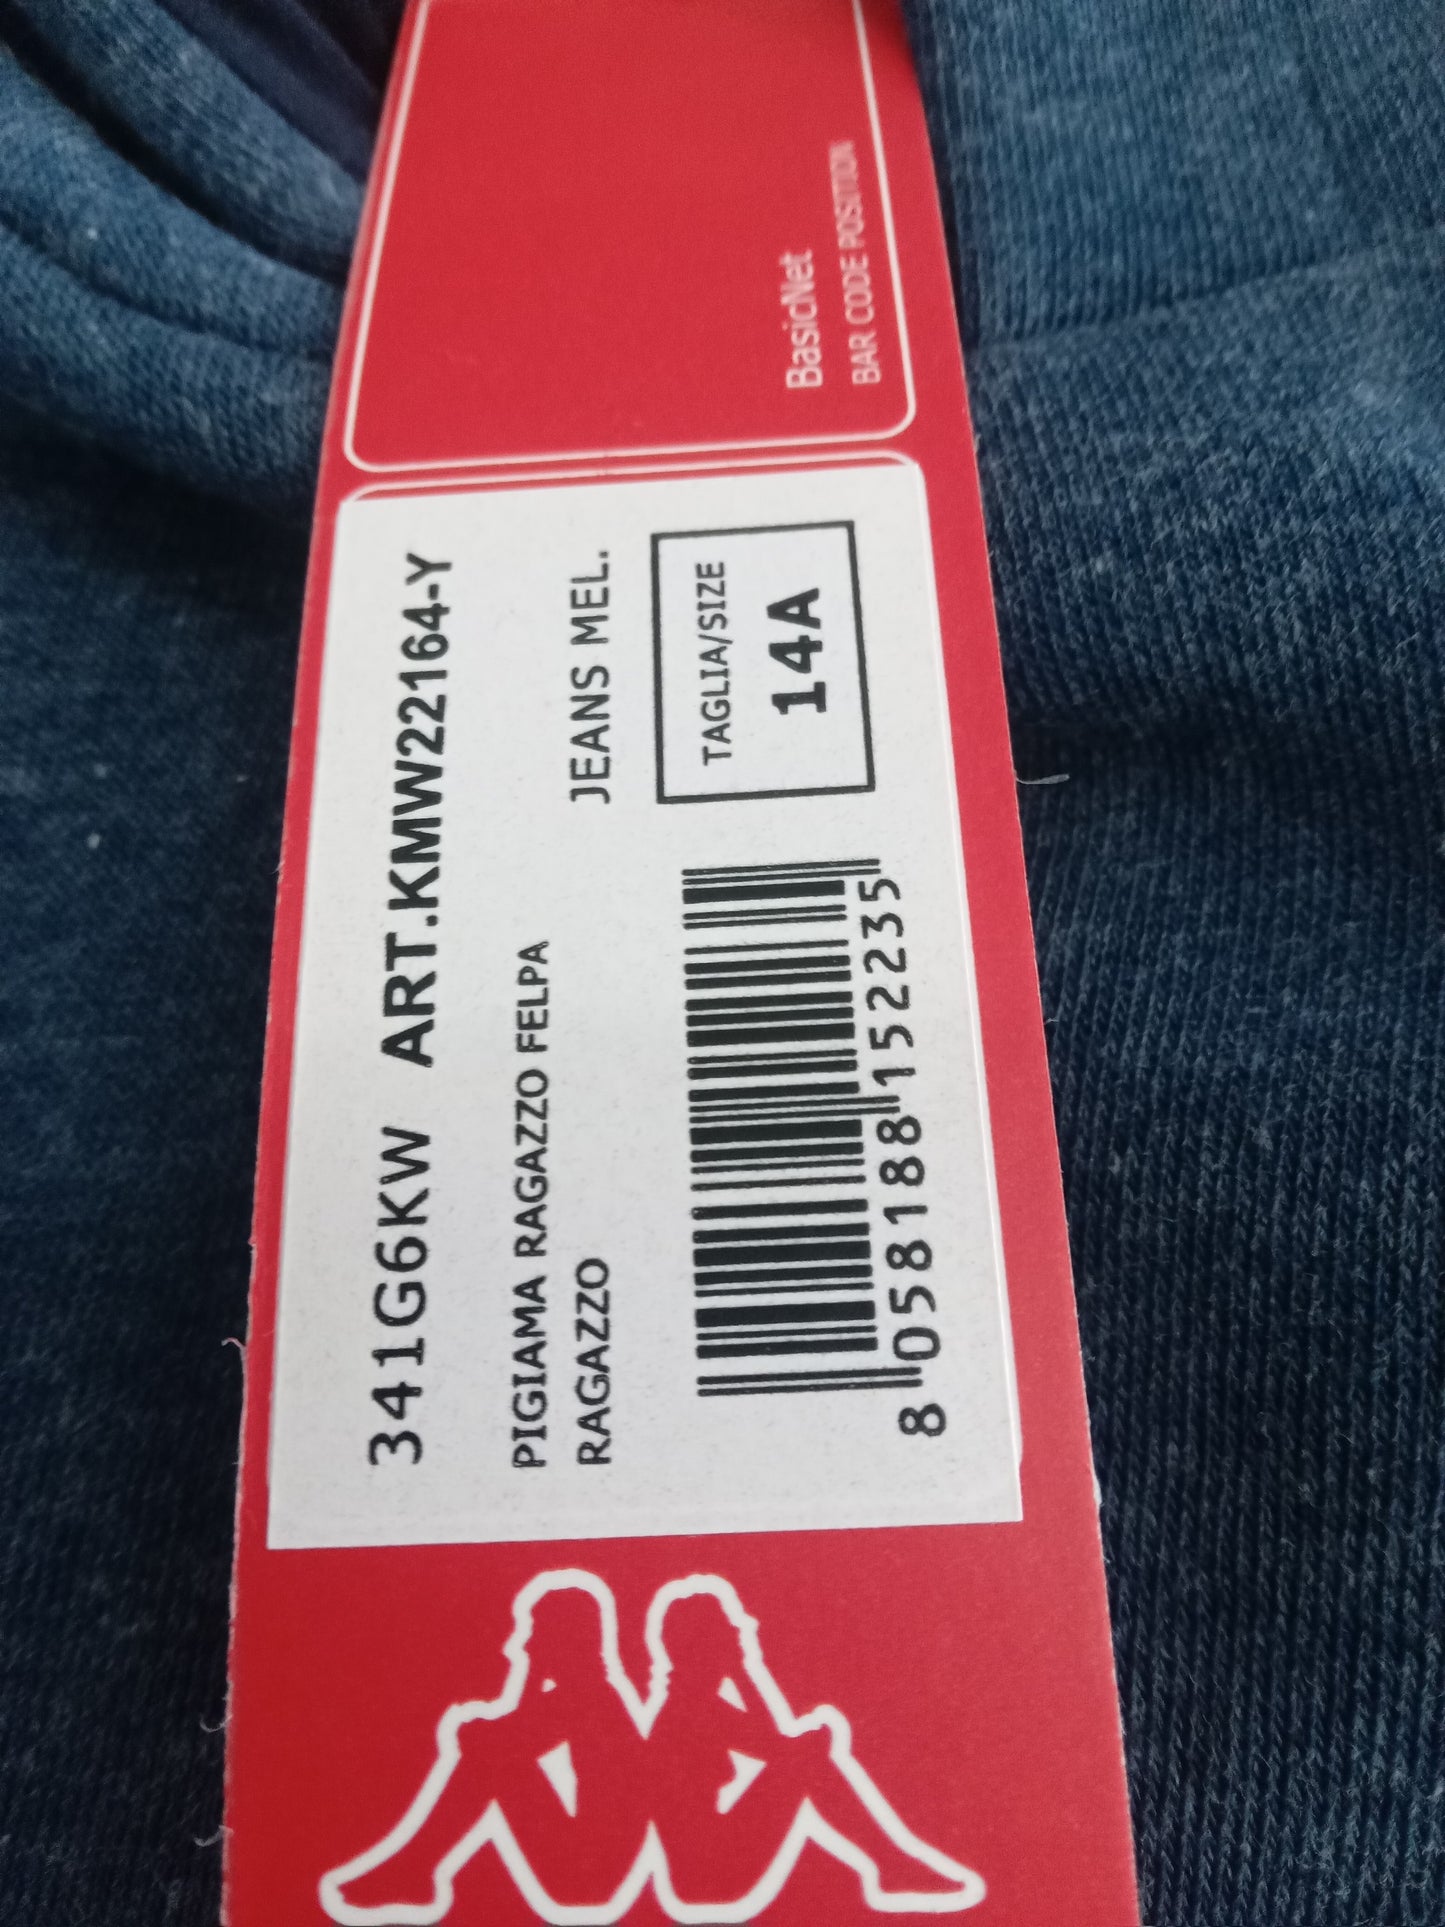 BasicNet
BAR CODE POSITION
341G6KW ART.KMW22164-Y
PIGIAMA RAGAZZO FELPA
RAGAZZO
JEANS MEL.
TAGLIA/SIZE
14A
8 058188 152235